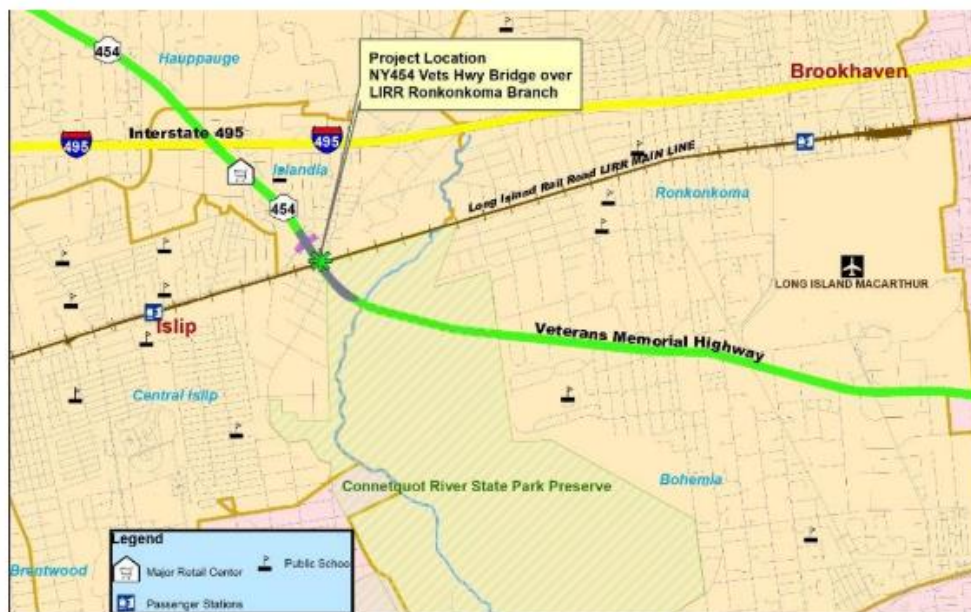 454
Hauppauge
Project Location
NY454 Vets Hwy Bridge over
LIRR Ronkonkoma Branch
Brookhaven
Interstate 495
495
495
Islandia
Long Island Rail Road LIRR MAIN LINE
Ronkonkoma
454
LONG ISLAND MACARTHUR
Islip
Veterans Memorial Highway
Central Islip
Connetquot River State Park Preserve
Bohemia
Legend
Major Retail Center
Public School
Brentwood
Passenger Stations